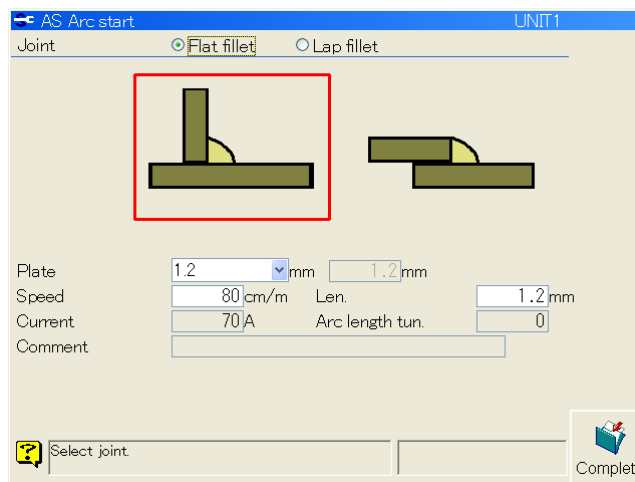 AS Arc start UNIT1
Joint Flat fillet Lap fillet
Plate 1.2 mm 1.2 mm
Speed 80 cm/m Len. 1.2 mm
Current 70 A Arc length tun. 0
Comment
Select joint.
Complet